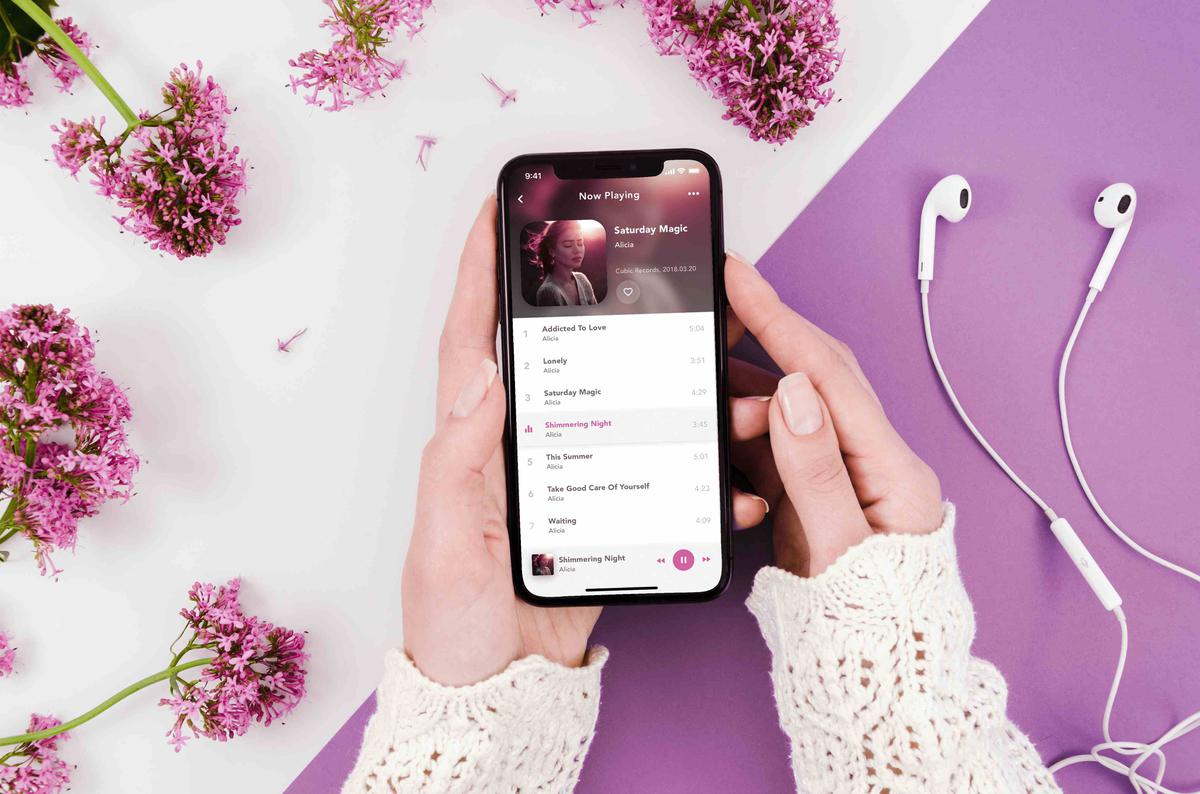 9:41
Now Playing
Saturday Magic
Alicia
Cubic Records, 2018.03.20
1 Addicted To Love 5:04
Alicia
2 Lonely 3:51
Alicia
3 Saturday Magic 4:29
Alicia
Shimmering Night 3:45
Alicia
5 This Summer 5:01
Alicia
6 Take Good Care Of Yourself 4:23
Alicia
7 Waiting 4:09
Alicia
Shimmering Night
Alicia